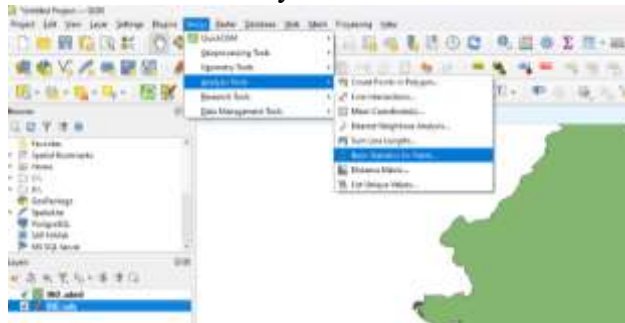 Untitled Project — QGIS
Project Edit View Layer Settings Plugins Vector Raster Database Web Mesh Processing Help
QuickOSM
Geoprocessing Tools
Geometry Tools
Analysis Tools
Research Tools
Data Management Tools
Count Points in Polygon...
Line Intersections...
Mean Coordinate(s)...
Nearest Neighbour Analysis...
Sum Line Lengths...
Basic Statistics for Fields...
Distance Matrix...
List Unique Values...
Browser
Favorites
Spatial Bookmarks
Home
GeoPackage
SpatiaLite
PostgreSQL
SAP HANA
MS SQL Server
Layers